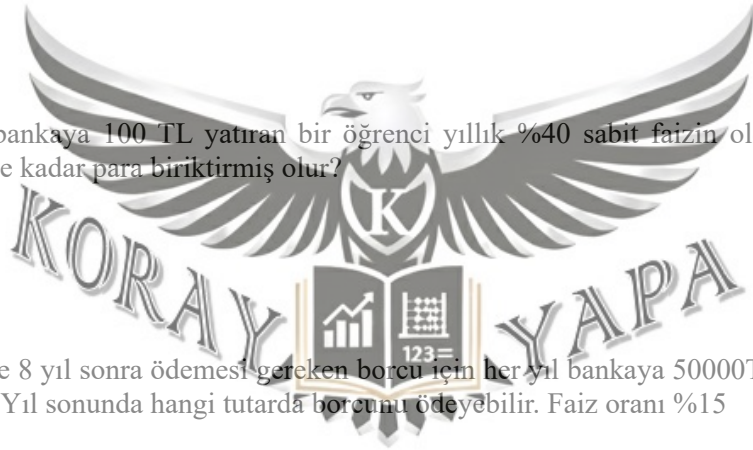 bankaya 100 TL yatıran bir öğrenci yıllık %40 sabit faizin ol
e kadar para biriktirmiş olur?
K
KORAY YAPA
123=
e 8 yıl sonra ödemesi gereken borcu için her yıl bankaya 50000T
Yıl sonunda hangi tutarda borcunu ödeyebilir. Faiz oranı %15